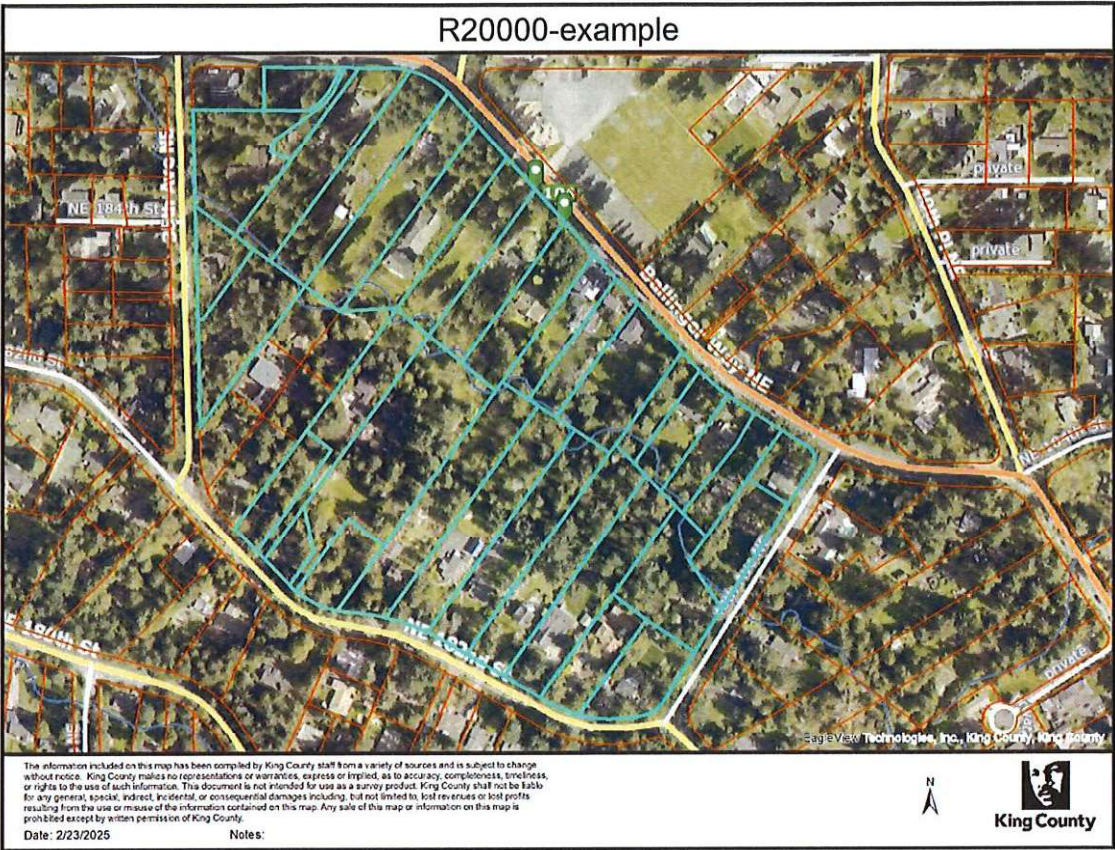 R20000-example
NE 184th St
private
private
Ballinger Way NE
private
EagleView Technologies, Inc., King County, King County
The information included on this map has been compiled by King County staff from a variety of sources and is subject to change
without notice. King County makes no representations or warranties, express or implied, as to accuracy, completeness, timeliness,
or rights to the use of such information. This document is not intended for use as a survey product. King County shall not be liable
for any general, special, indirect, incidental, or consequential damages including, but not limited to, lost revenues or lost profits
resulting from the use or misuse of the information contained on this map. Any sale of this map or information on this map is
prohibited except by written permission of King County.
Date: 2/23/2025 Notes:
N
King County